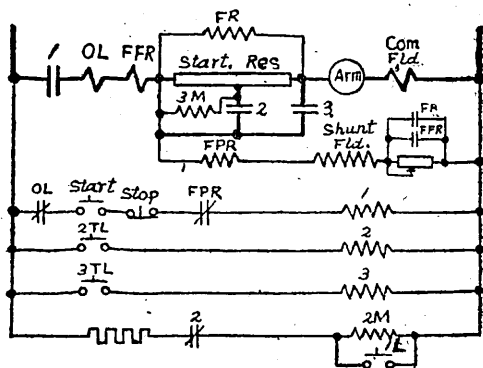 FR
1 OL FFR Start. Res Arm Com Fld.
3M 2 3
FPR Shunt Fld. FR
FFR
OL Start Stop FPR 1
2TL 2
3TL 3
2 2M
E